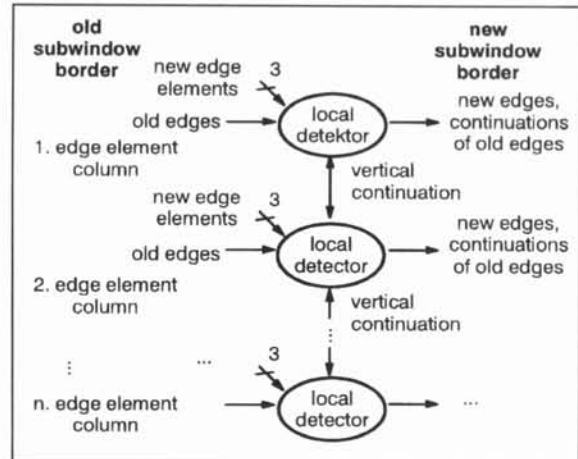 old
subwindow
border
new
subwindow
border
new edge
elements
3
old edges
local
detektor
new edges,
continuations
of old edges
1. edge element
column
vertical
continuation
new edge
elements
3
old edges
local
detector
new edges,
continuations
of old edges
2. edge element
column
vertical
continuation
⋮
...
⋮
3
n. edge element
column
local
detector
...